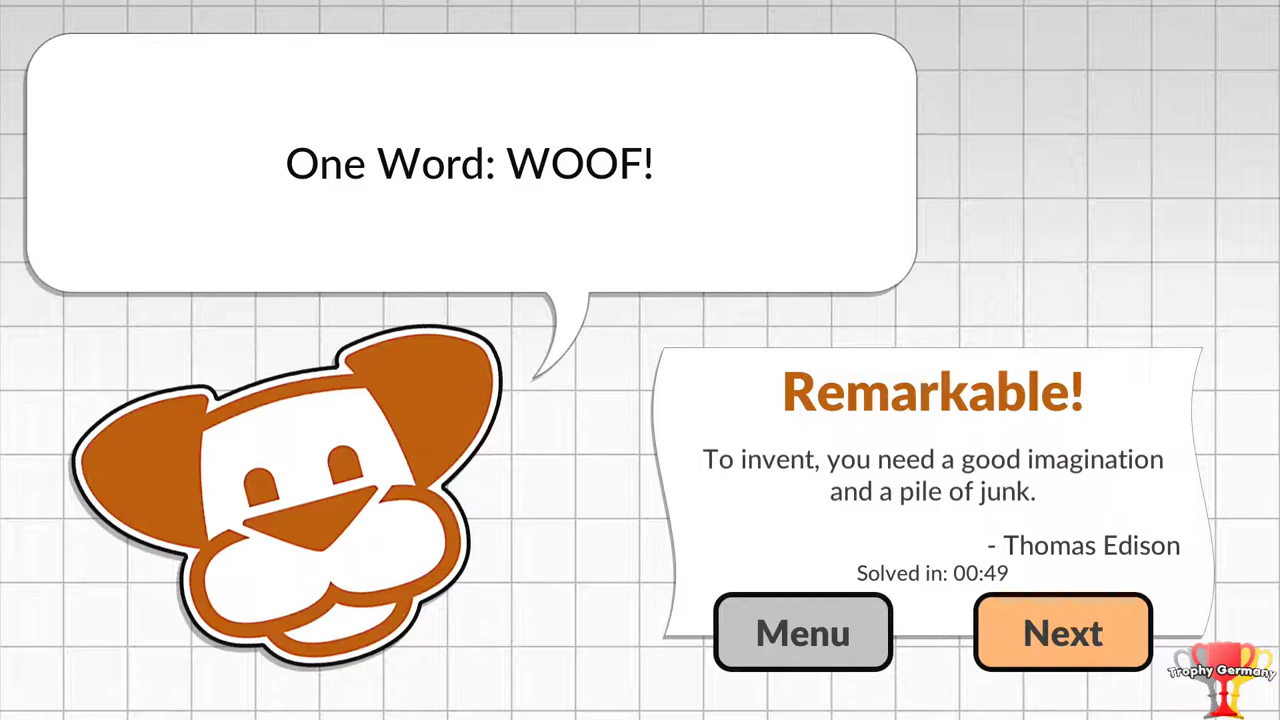 One Word: WOOF!
Remarkable!
To invent, you need a good imagination
and a pile of junk.
- Thomas Edison
Solved in: 00:49
Menu
Next
Trophy Germany